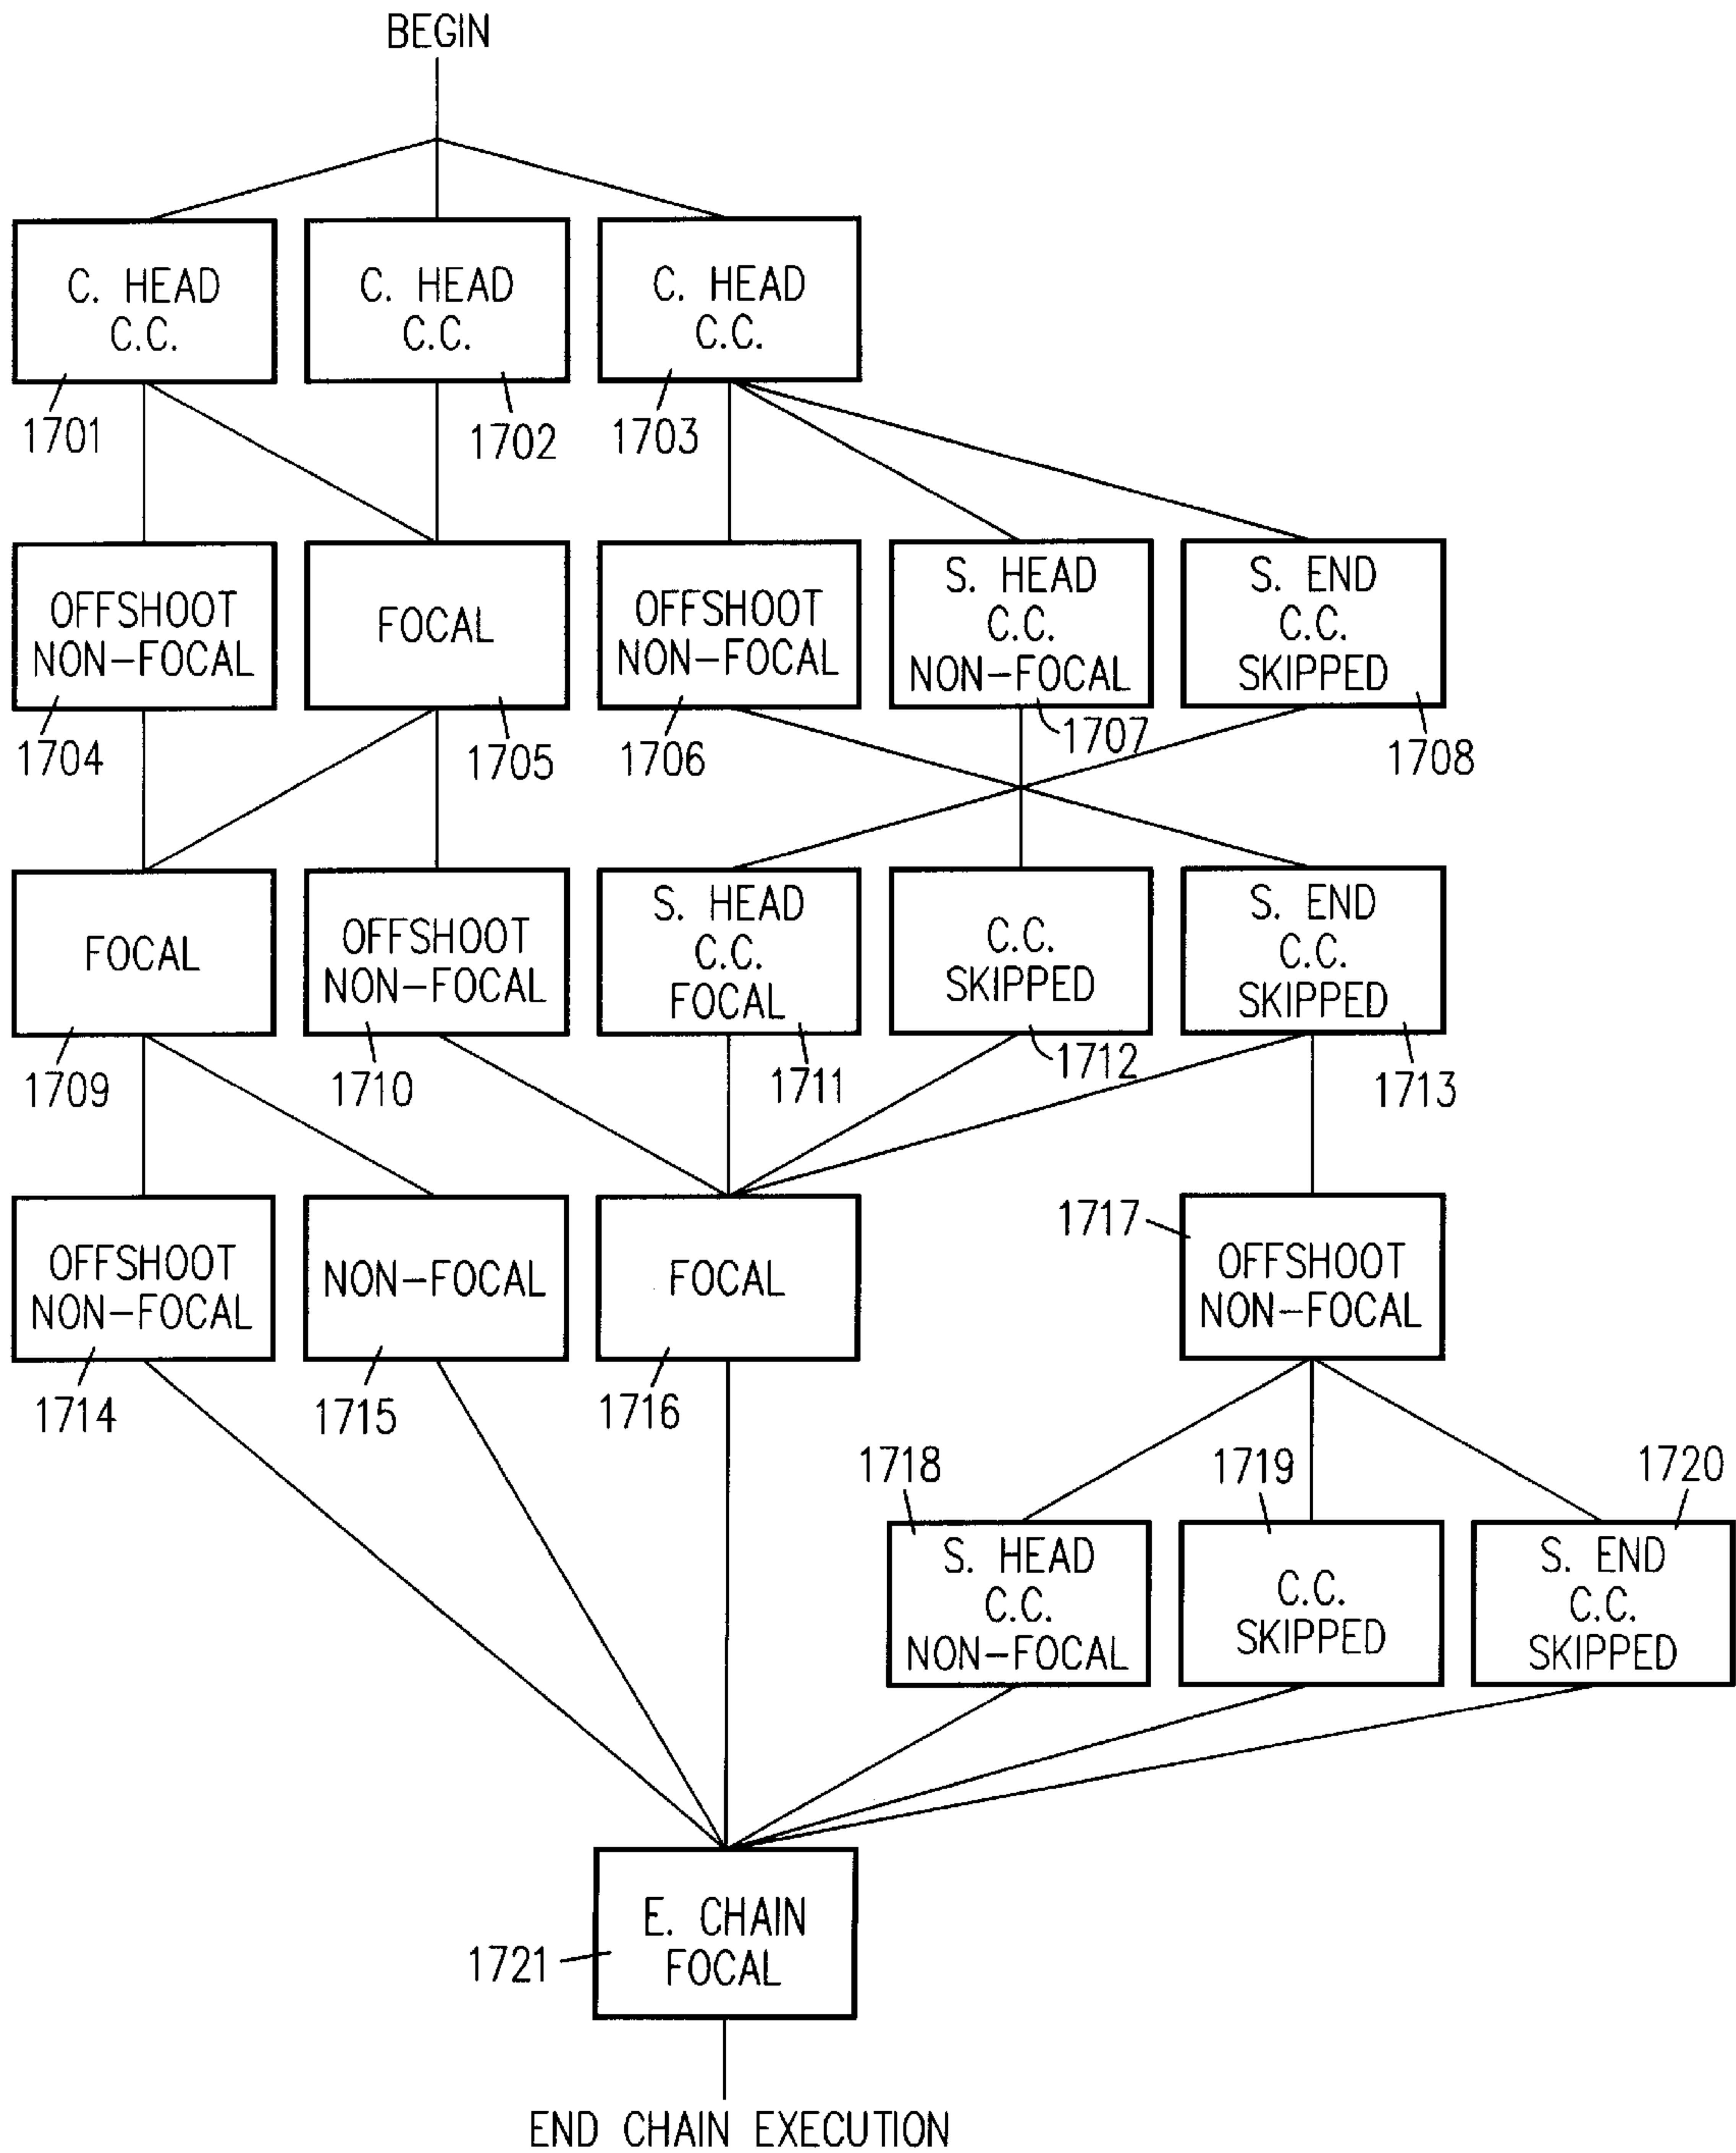 BEGIN
C. HEAD
C.C.
1701
C. HEAD
C.C.
1702
C. HEAD
C.C.
1703
OFFSHOOT
NON-FOCAL
1704
FOCAL
1705
OFFSHOOT
NON-FOCAL
1706
S. HEAD
C.C.
NON-FOCAL
1707
S. END
C.C.
SKIPPED
1708
FOCAL
1709
OFFSHOOT
NON-FOCAL
1710
S. HEAD
C.C.
FOCAL
1711
C.C.
SKIPPED
1712
S. END
C.C.
SKIPPED
1713
OFFSHOOT
NON-FOCAL
1714
NON-FOCAL
1715
FOCAL
1716
1717
OFFSHOOT
NON-FOCAL
1718
S. HEAD
C.C.
NON-FOCAL
1719
C.C.
SKIPPED
1720
S. END
C.C.
SKIPPED
E. CHAIN
FOCAL
1721
END CHAIN EXECUTION